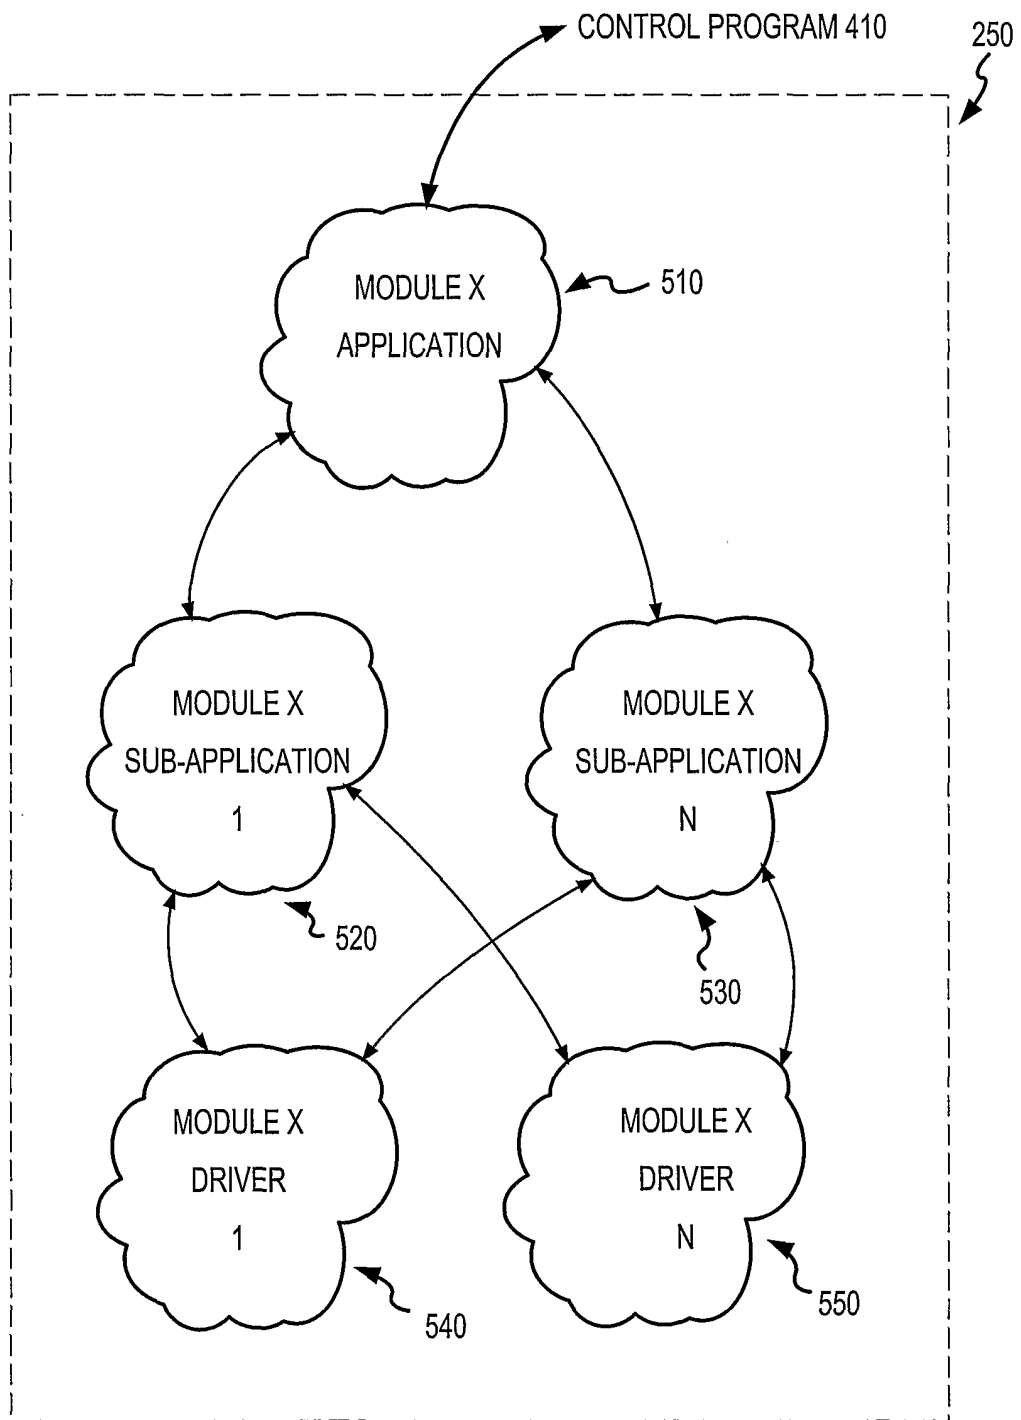 CONTROL PROGRAM 410
250
MODULE X
APPLICATION
510
MODULE X
SUB-APPLICATION
1
520
MODULE X
SUB-APPLICATION
N
530
MODULE X
DRIVER
1
540
MODULE X
DRIVER
N
550